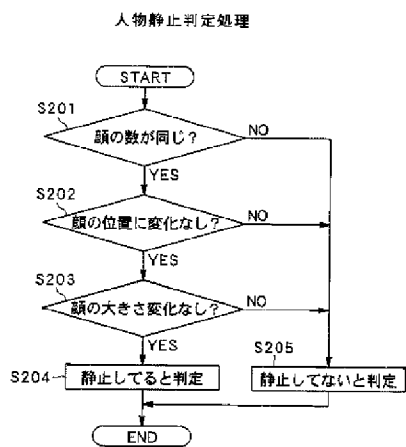 人物静止判定処理
START
S201
顔の数が同じ?
NO
YES
S202
顔の位置に変化なし?
NO
YES
S203
顔の大きさ変化なし?
NO
YES
S204
静止してると判定
S205
静止してないと判定
END